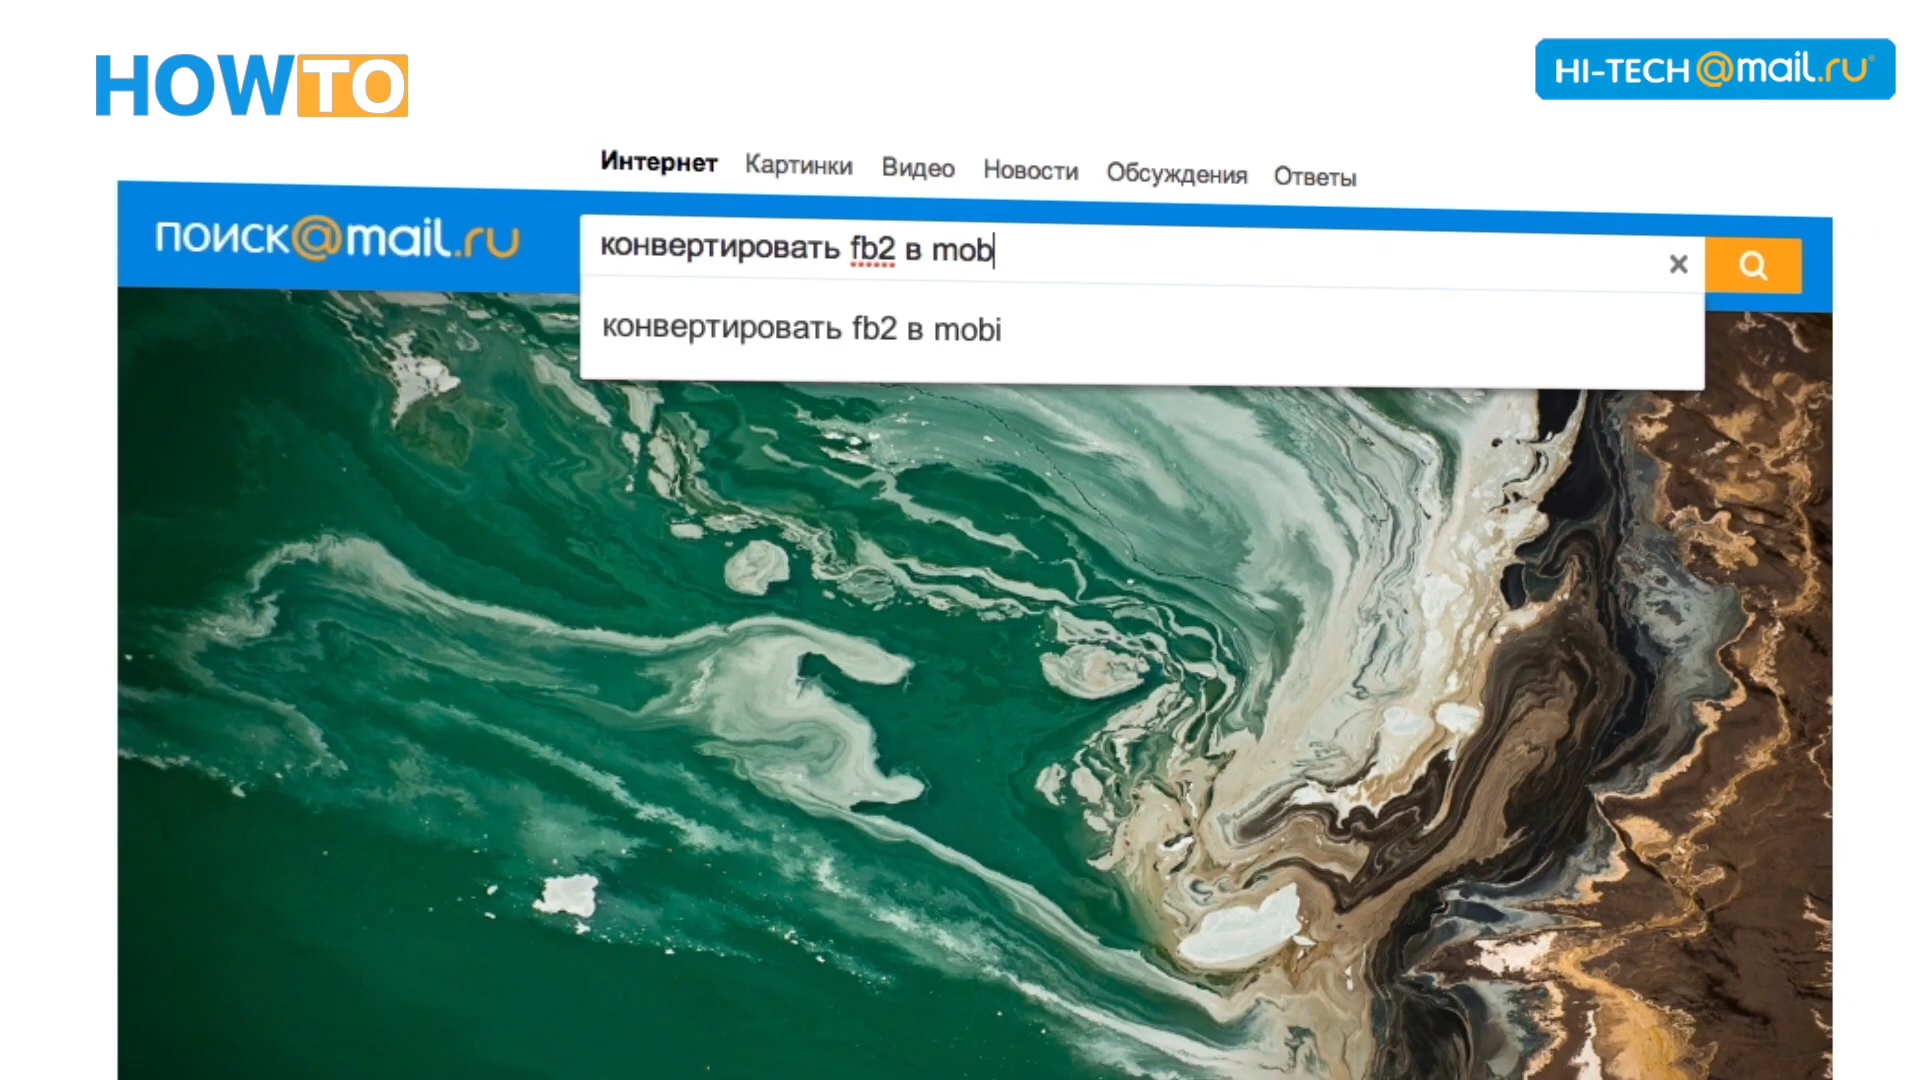 HOWTO
HI-TECH@mail.ru
Интернет Картинки Видео Новости Обсуждения Ответы
поиск@mail.ru
конвертировать fb2 в mob
конвертировать fb2 в mobi